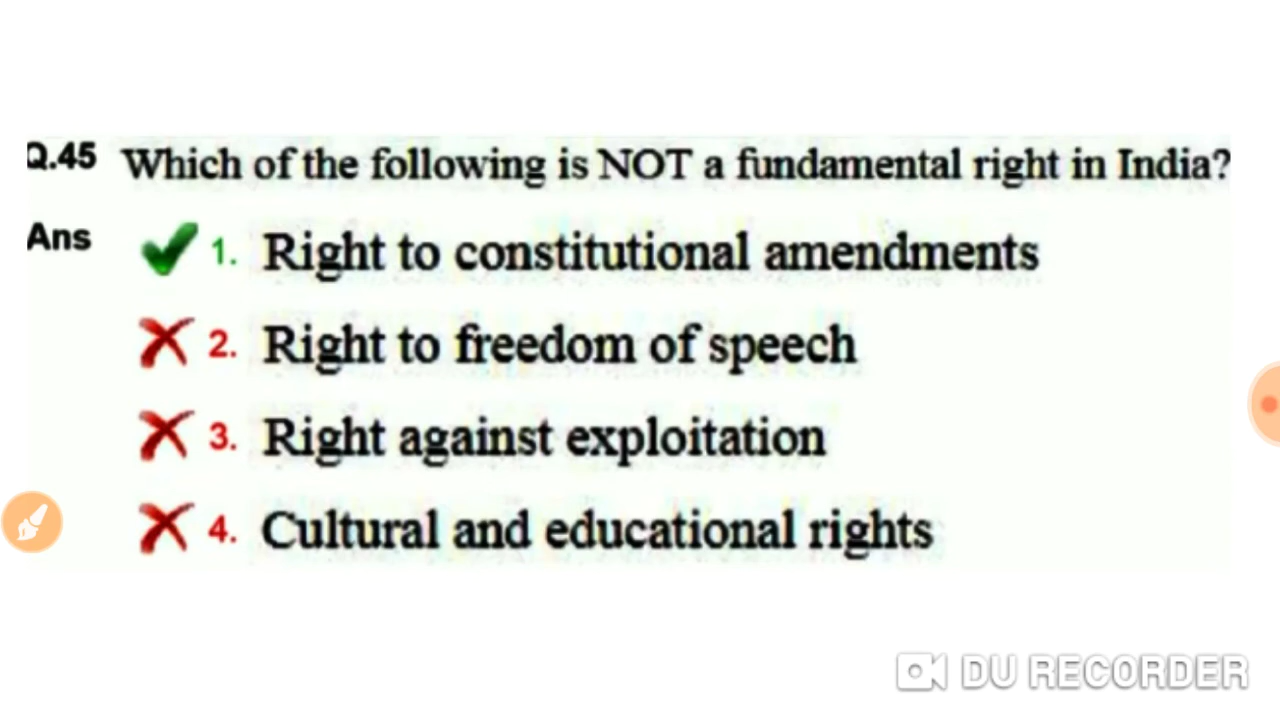 Q.45 Which of the following is NOT a fundamental right in India?
Ans 1. Right to constitutional amendments
2. Right to freedom of speech
3. Right against exploitation
4. Cultural and educational rights
DU RECORDER